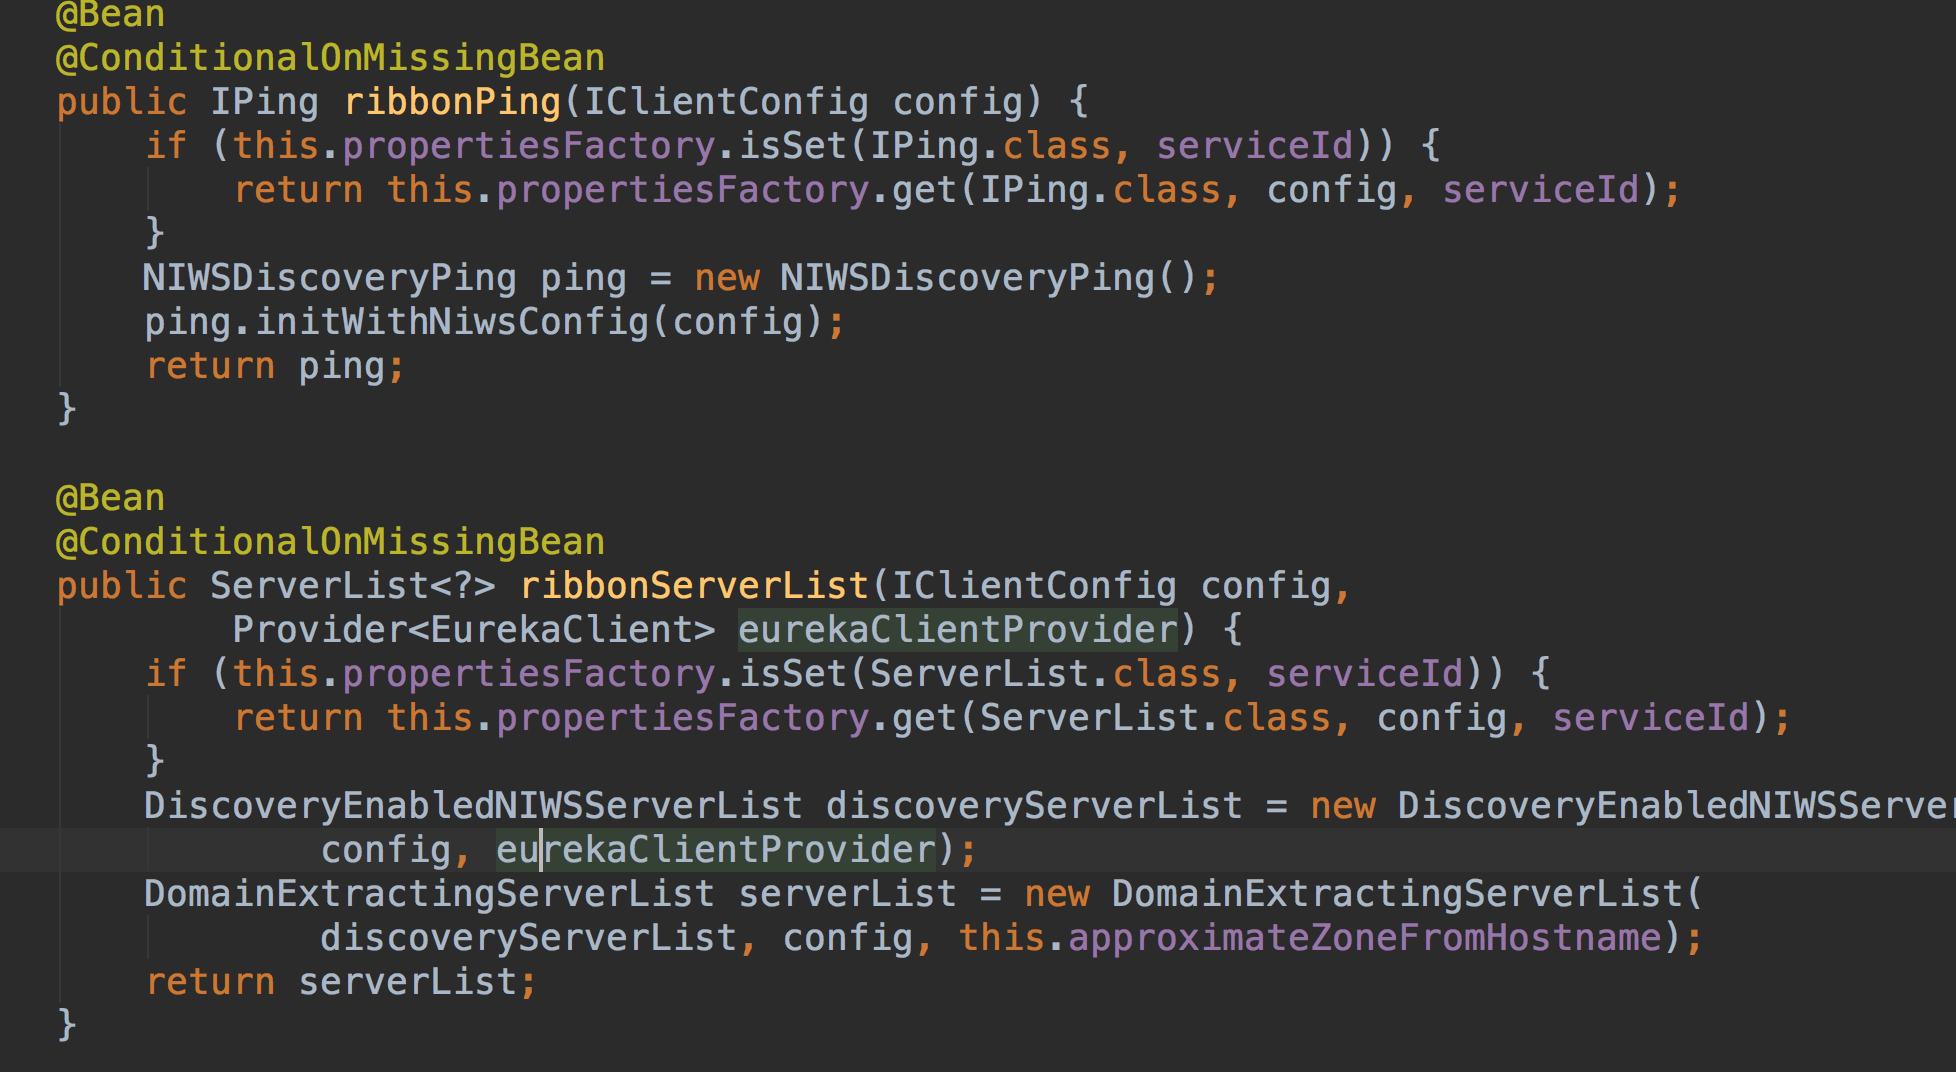 @Bean
@ConditionalOnMissingBean
public IPing ribbonPing(IClientConfig config) {
    if (this.propertiesFactory.isSet(IPing.class, serviceId)) {
        return this.propertiesFactory.get(IPing.class, config, serviceId);
    }
    NIWSDiscoveryPing ping = new NIWSDiscoveryPing();
    ping.initWithNiwsConfig(config);
    return ping;
}

@Bean
@ConditionalOnMissingBean
public ServerList<?> ribbonServerList(IClientConfig config,
        Provider<EurekaClient> eurekaClientProvider) {
    if (this.propertiesFactory.isSet(ServerList.class, serviceId)) {
        return this.propertiesFactory.get(ServerList.class, config, serviceId);
    }
    DiscoveryEnabledNIWSServerList discoveryServerList = new DiscoveryEnabledNIWSServer
            config, eurekaClientProvider);
    DomainExtractingServerList serverList = new DomainExtractingServerList(
            discoveryServerList, config, this.approximateZoneFromHostname);
    return serverList;
}